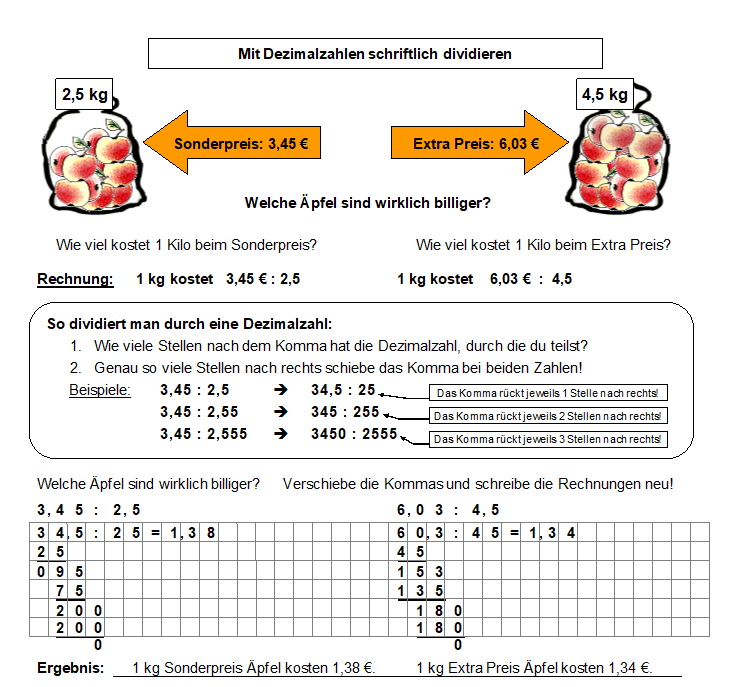 Mit Dezimalzahlen schriftlich dividieren
2,5 kg
4,5 kg
Sonderpreis: 3,45 €
Extra Preis: 6,03 €
Welche Äpfel sind wirklich billiger?
Wie viel kostet 1 Kilo beim Sonderpreis?
Wie viel kostet 1 Kilo beim Extra Preis?
Rechnung: 1 kg kostet 3,45 € : 2,5
1 kg kostet 6,03 € : 4,5
So dividiert man durch eine Dezimalzahl:
1. Wie viele Stellen nach dem Komma hat die Dezimalzahl, durch die du teilst?
2. Genau so viele Stellen nach rechts schiebe das Komma bei beiden Zahlen!
Beispiele: 3,45 : 2,5 ➔ 34,5 : 25 Das Komma rückt jeweils 1 Stelle nach rechts!
3,45 : 2,55 ➔ 345 : 255 Das Komma rückt jeweils 2 Stellen nach rechts!
3,45 : 2,555 ➔ 3450 : 2555 Das Komma rückt jeweils 3 Stellen nach rechts!
Welche Äpfel sind wirklich billiger? Verschiebe die Kommas und schreibe die Rechnungen neu!
3,45 : 2,5
6,03 : 4,5
34,5 : 25 = 1,38
60,3 : 45 = 1,34
25
45
095
153
75
135
200
180
200
180
0
0
Ergebnis: 1 kg Sonderpreis Äpfel kosten 1,38 €. 1 kg Extra Preis Äpfel kosten 1,34 €.